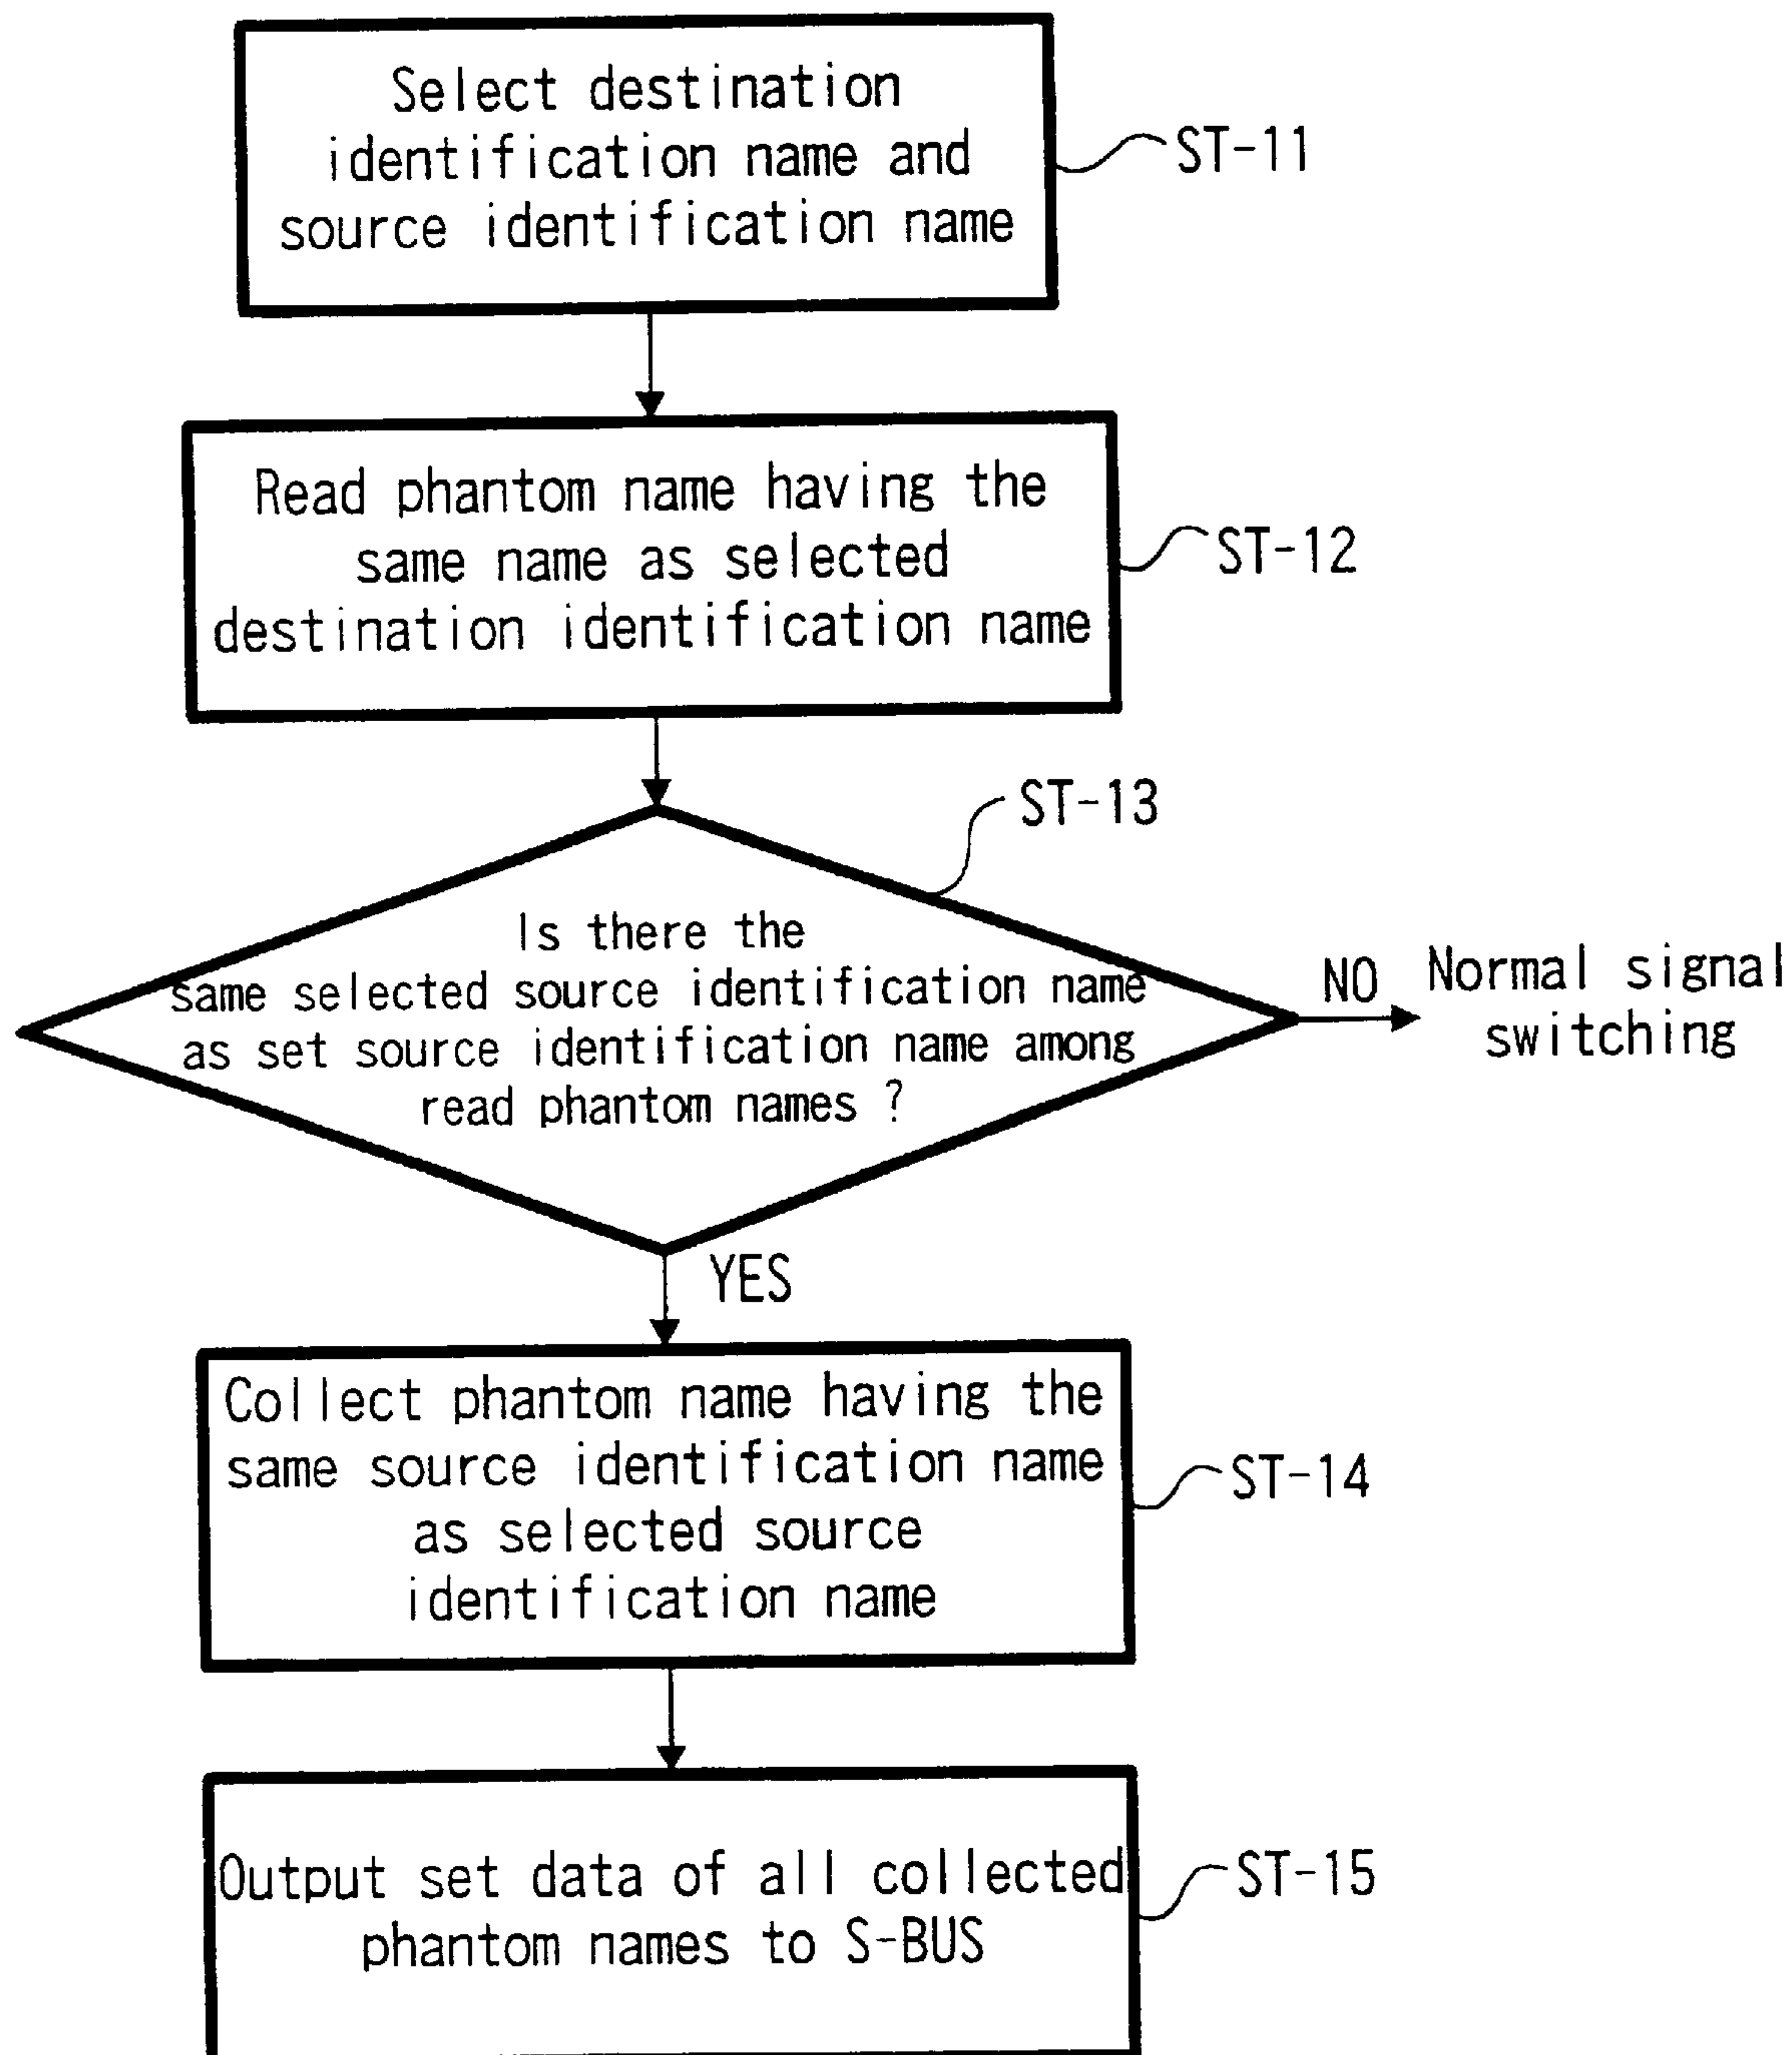 Select destination
identification name and
source identification name
ST-11
Read phantom name having the
same name as selected
destination identification name
ST-12
ST-13
Is there the
same selected source identification name
as set source identification name among
read phantom names ?
NO
Normal signal
switching
YES
Collect phantom name having the
same source identification name
as selected source
identification name
ST-14
Output set data of all collected
phantom names to S-BUS
ST-15